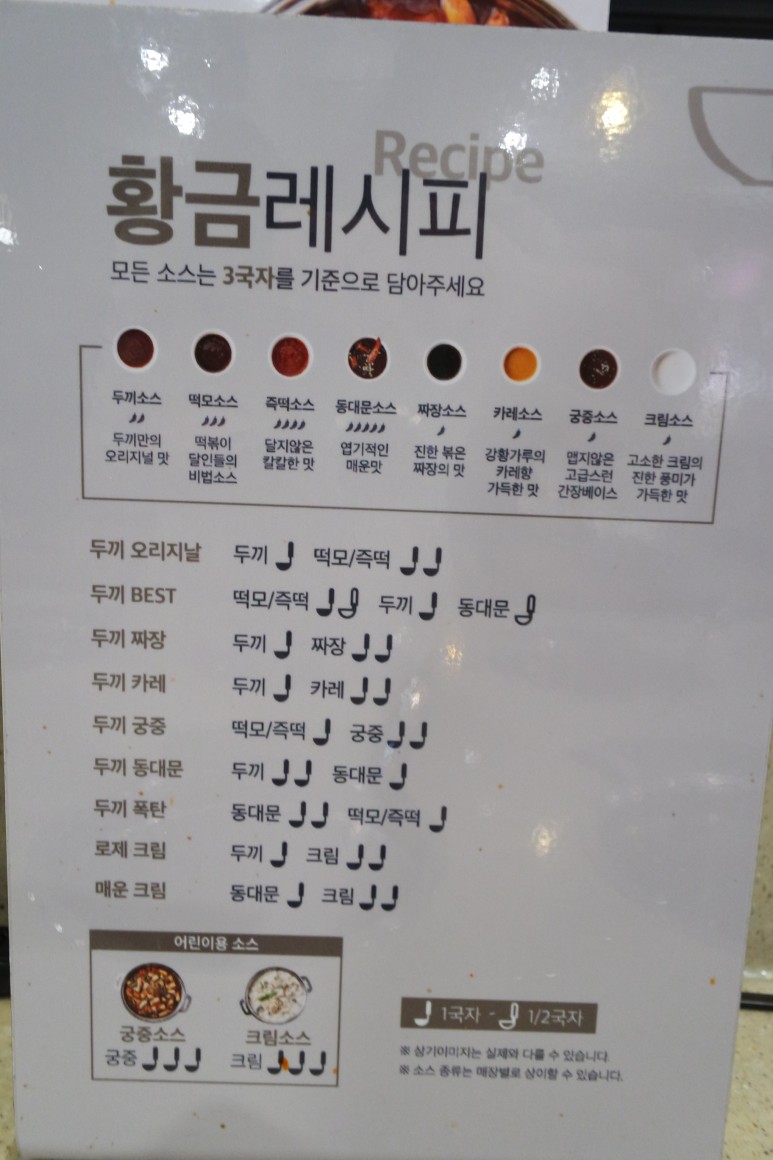 Recipe
황금레시피
모든 소스는 3국자를 기준으로 담아주세요
두끼소스 떡모소스 즉떡소스 동대문소스 짜장소스 카레소스 궁중소스 크림소스
두끼만의
오리지널 맛
떡볶이
달인들의
비법소스
달지않은
칼칼한 맛
엽기적인
매운맛
진한 볶은
짜장의 맛
강황가루의
카레향
가득한 맛
맵지않은
고급스런
간장베이스
고소한 크림의
진한 풍미가
가득한 맛
두끼 오리지날 두끼 떡모/즉떡
두끼 BEST 떡모/즉떡 두끼 동대문
두끼 짜장 두끼 짜장
두끼 카레 두끼 카레
두끼 궁중 떡모/즉떡 궁중
두끼 동대문 두끼 동대문
두끼 폭탄 동대문 떡모/즉떡
로제 크림 두끼 크림
매운 크림 동대문 크림
어린이용 소스
궁중소스 크림소스
궁중 크림
1국자 - 1/2국자
※ 상기이미지는 실제와 다를 수 있습니다.
※ 소스 종류는 매장별로 상이할 수 있습니다.